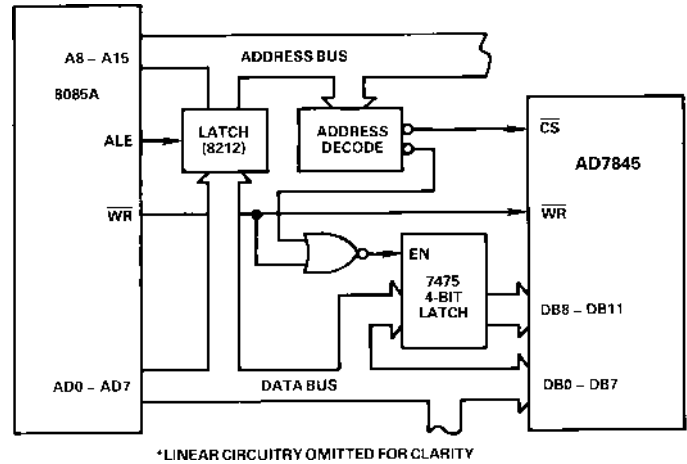 A8 – A15
ADDRESS BUS
8085A
ALE
LATCH
(8212)
ADDRESS
DECODE
CS
AD7845
WR
WR
EN
7475
4-BIT
LATCH
DB8 – DB11
AD0 – AD7
DATA BUS
DB0 – DB7
*LINEAR CIRCUITRY OMITTED FOR CLARITY